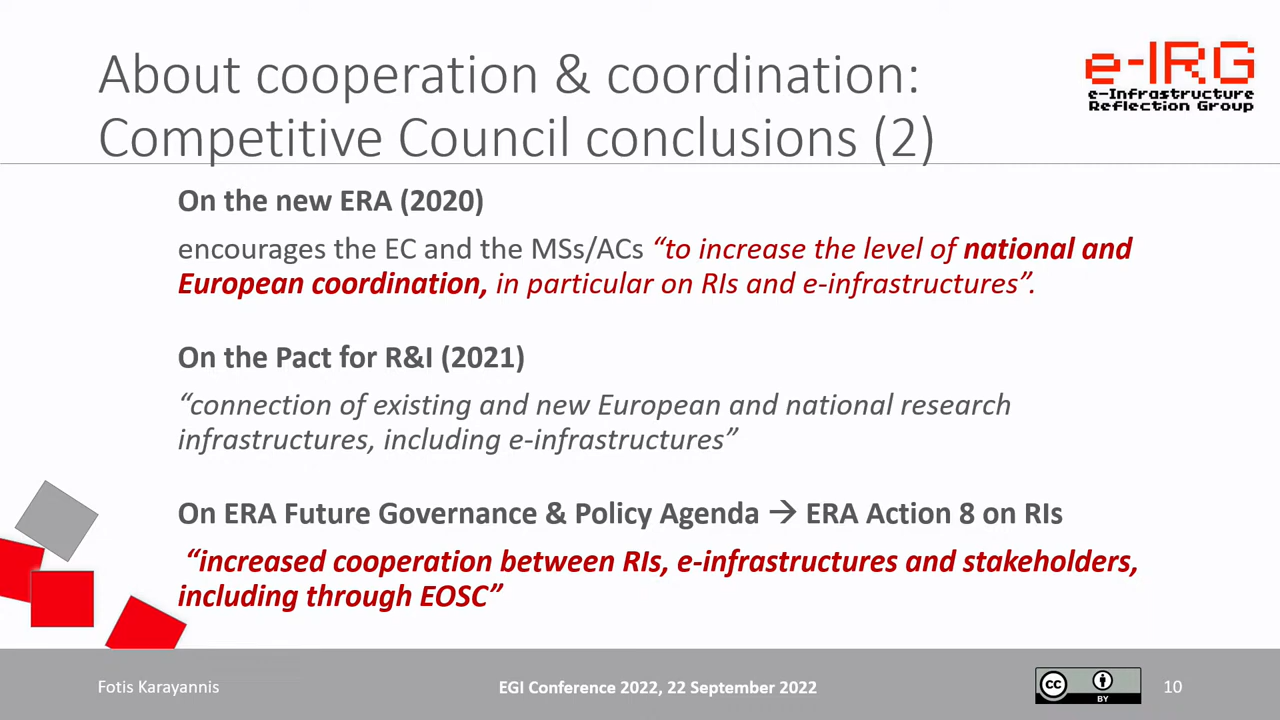 About cooperation & coordination:
Competitive Council conclusions (2)
e-IRG
e-Infrastructure
Reflection Group
On the new ERA (2020)
encourages the EC and the MSs/ACs “to increase the level of national and
European coordination, in particular on RIs and e-infrastructures”.
On the Pact for R&I (2021)
“connection of existing and new European and national research
infrastructures, including e-infrastructures”
On ERA Future Governance & Policy Agenda → ERA Action 8 on RIs
“increased cooperation between RIs, e-infrastructures and stakeholders,
including through EOSC”
Fotis Karayannis
EGI Conference 2022, 22 September 2022
CC
BY
10